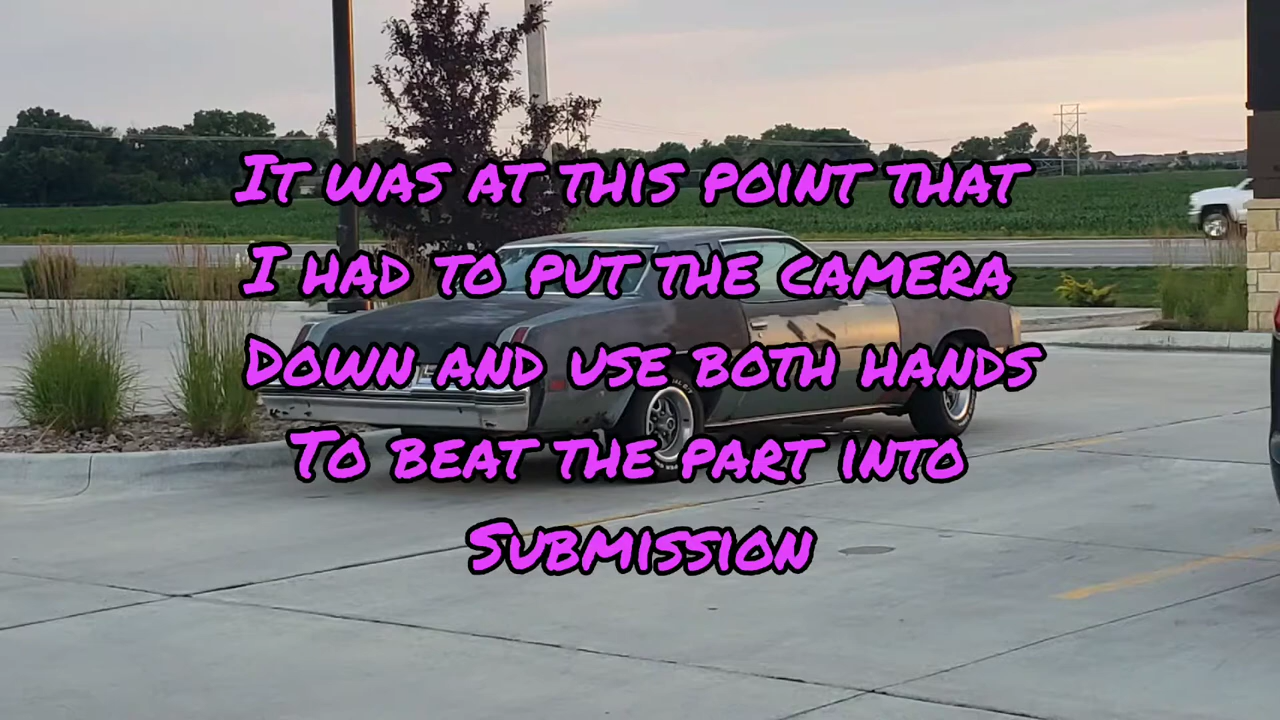 It was at this point that
I had to put the camera
Down and use both hands
To beat the part into
Submission